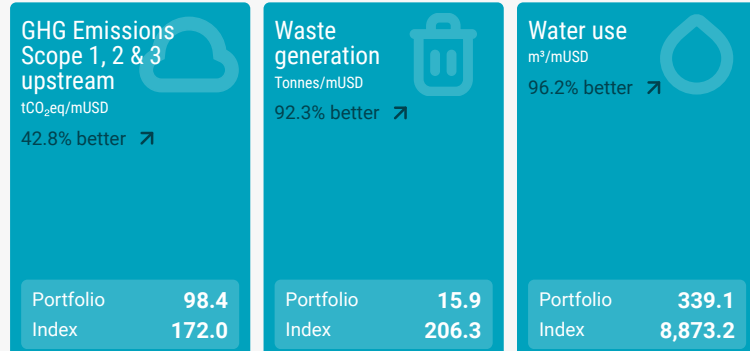 GHG Emissions
Scope 1, 2 & 3
upstream
tCO₂eq/mUSD
42.8% better
Portfolio 98.4
Index 172.0
Waste
generation
Tonnes/mUSD
92.3% better
Portfolio 15.9
Index 206.3
Water use
m³/mUSD
96.2% better
Portfolio 339.1
Index 8,873.2